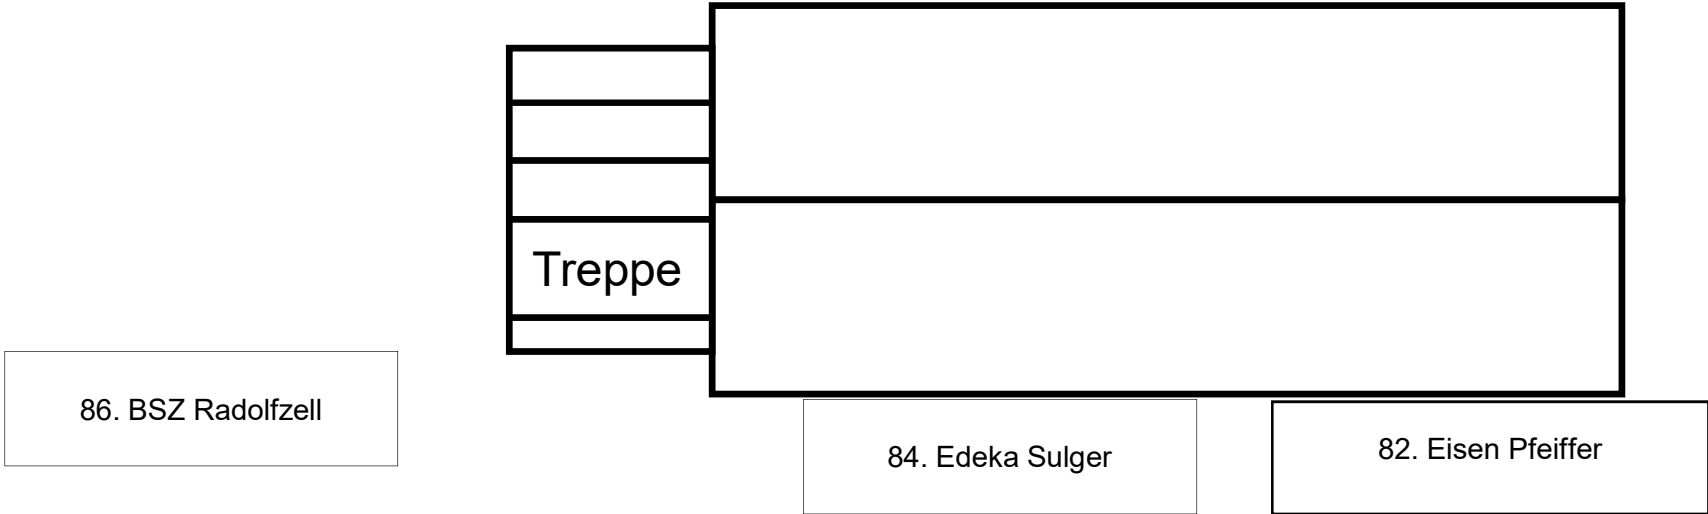 Treppe
86. BSZ Radolfzell
84. Edeka Sulger
82. Eisen Pfeiffer